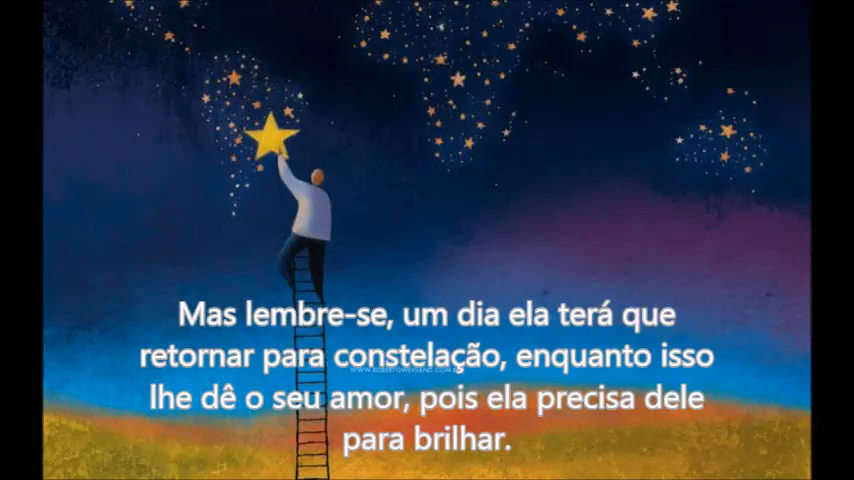 Mas lembre-se, um dia ela terá que
retornar para constelação, enquanto isso
lhe dê o seu amor, pois ela precisa dele
para brilhar.